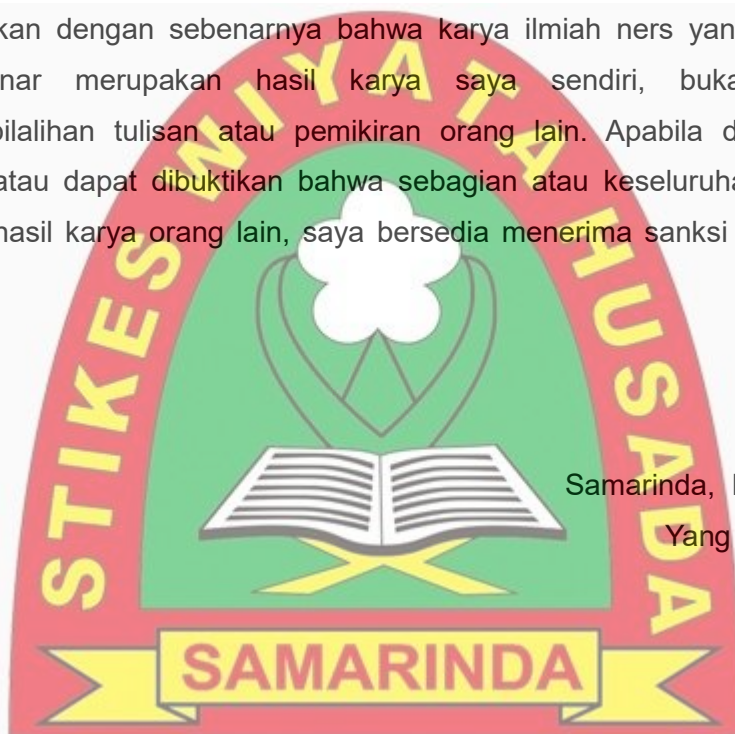 kan dengan sebenarnya bahwa karya ilmiah ners yan
nar merupakan hasil karya saya sendiri, buka
bilalihan tulisan atau pemikiran orang lain. Apabila d
atau dapat dibuktikan bahwa sebagian atau keseluruha
hasil karya orang lain, saya bersedia menerima sanksi
STIKES WIYATA HUSADA
Samarinda,
Yang
SAMARINDA